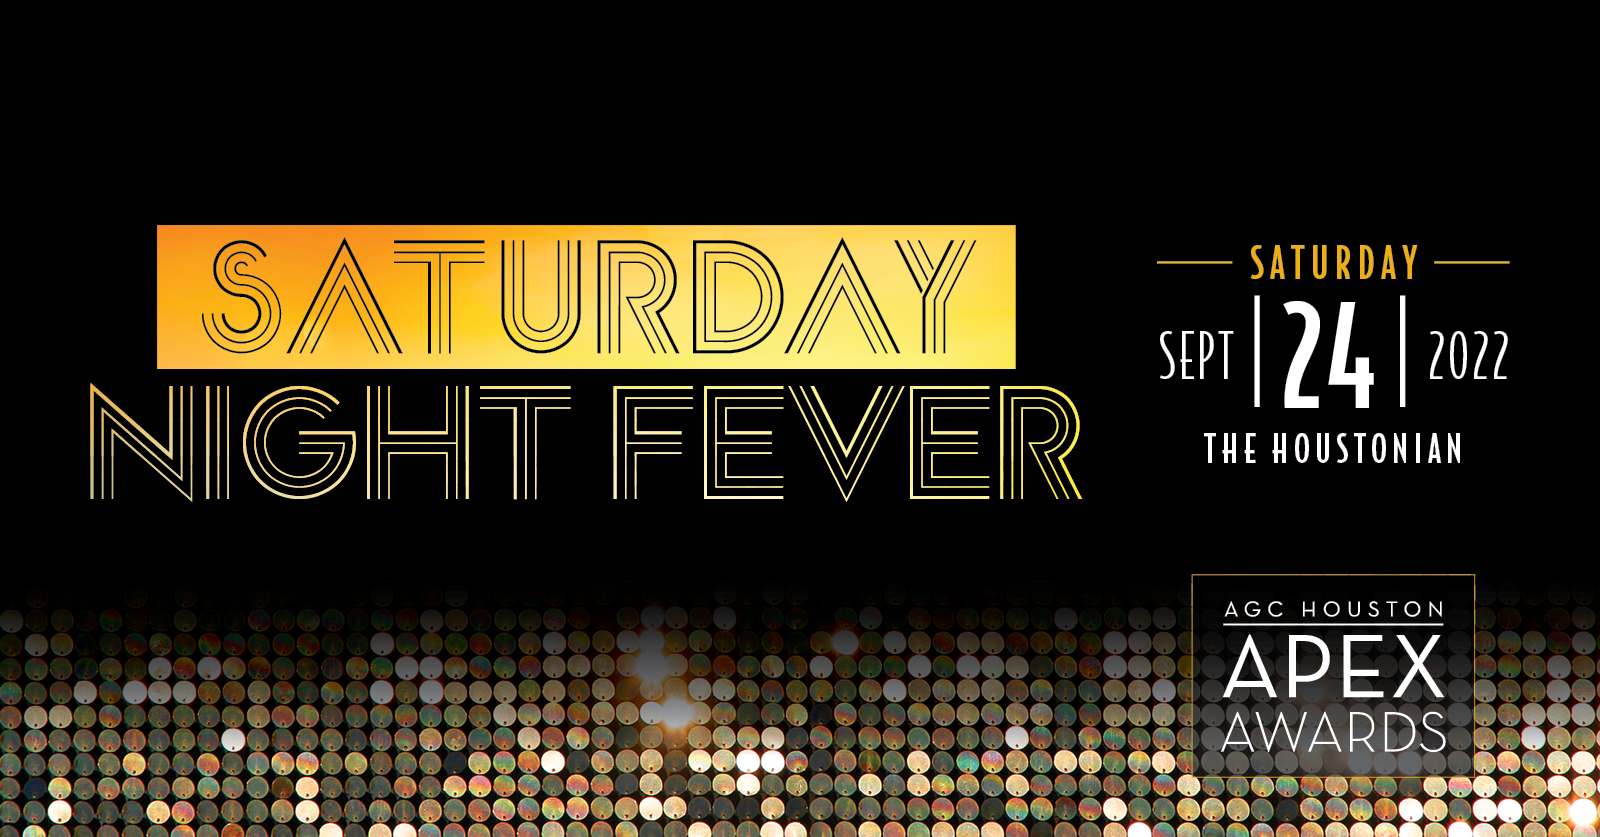 SATURDAY
NIGHT FEVER
SATURDAY
SEPT 24 2022
THE HOUSTONIAN
AGC HOUSTON
APEX
AWARDS